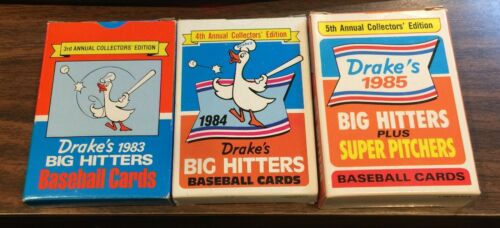 3rd ANNUAL COLLECTORS' EDITION
Drake's 1983
BIG HITTERS
Baseball Cards
4th Annual Collectors' Edition
1984
Drake's
BIG HITTERS
BASEBALL CARDS
5th Annual Collectors' Edition
Drake's
1985
BIG HITTERS
PLUS
SUPER PITCHERS
BASEBALL CARDS